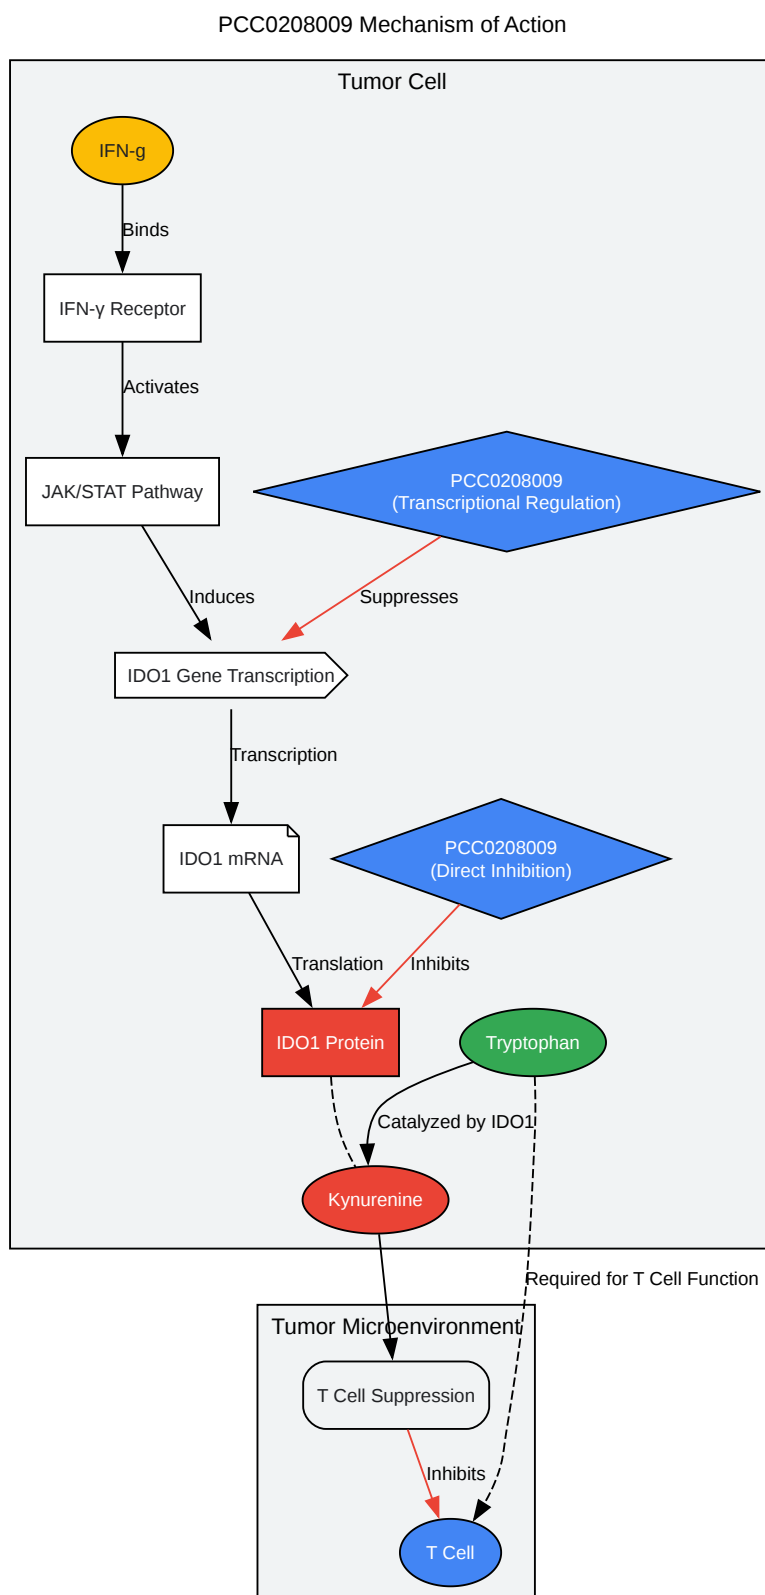 PCC0208009 Mechanism of Action
Tumor Cell
IFN-g
Binds
IFN-γ Receptor
Activates
JAK/STAT Pathway
PCC0208009
(Transcriptional Regulation)
Induces
Suppresses
IDO1 Gene Transcription
Transcription
IDO1 mRNA
PCC0208009
(Direct Inhibition)
Translation
Inhibits
IDO1 Protein
Tryptophan
Catalyzed by IDO1
Kynurenine
Required for T Cell Function
Tumor Microenvironment
T Cell Suppression
Inhibits
T Cell